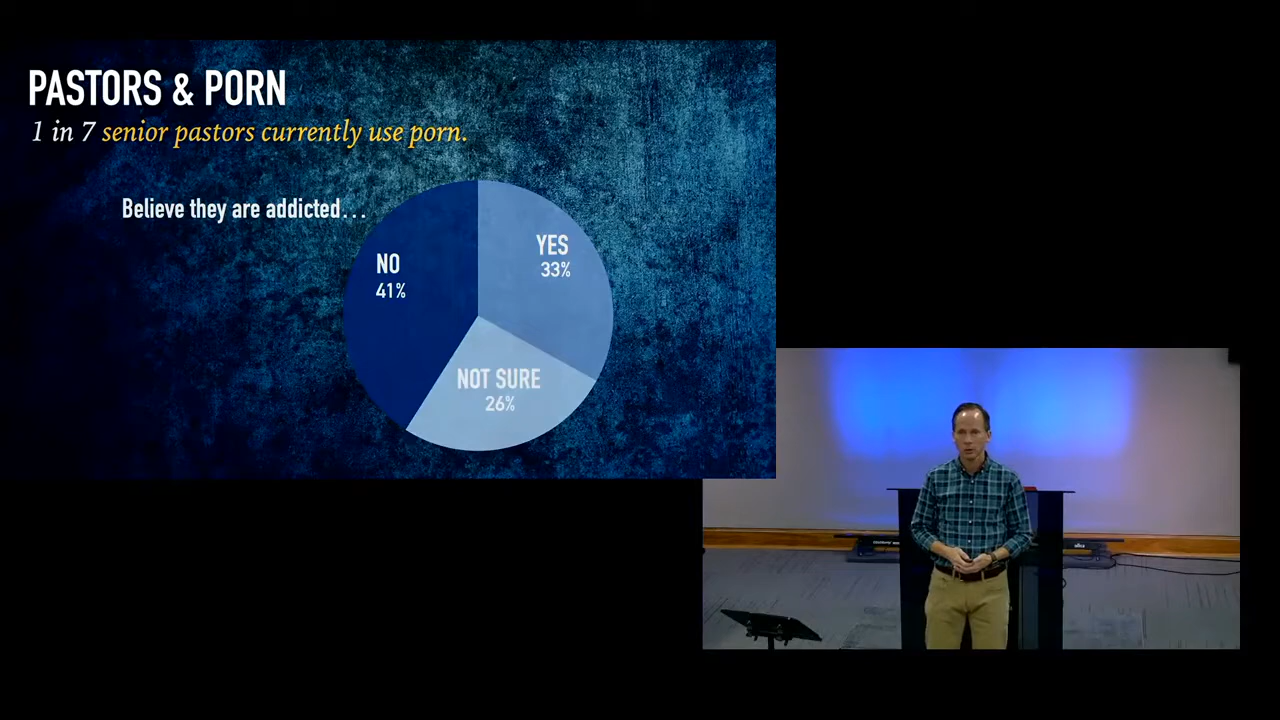 PASTORS & PORN
1 in 7 senior pastors currently use porn.
Believe they are addicted...
YES
33%
NO
41%
NOT SURE
26%